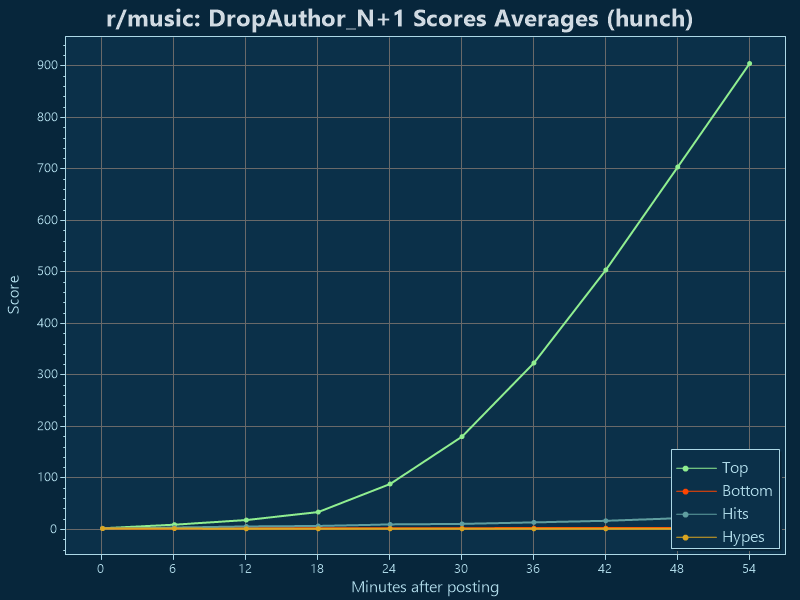 r/music: DropAuthor_N+1 Scores Averages (hunch)
900
800
700
600
500
400
300
200
100
0
Score
Top
Bottom
Hits
Hypes
0 6 12 18 24 30 36 42 48 54
Minutes after posting